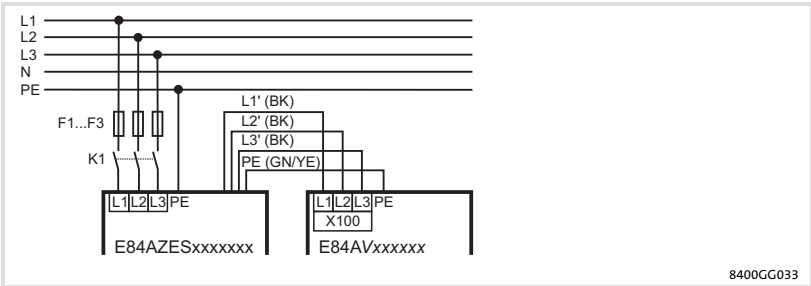 L1
L2
L3
N
PE
L1' (BK)
F1...F3
L2' (BK)
L3' (BK)
K1
PE (GN/YE)
L1 L2 L3 PE
L1 L2 L3 PE
X100
E84AZESxxxxxxx
E84AVxxxxxx
8400GG033